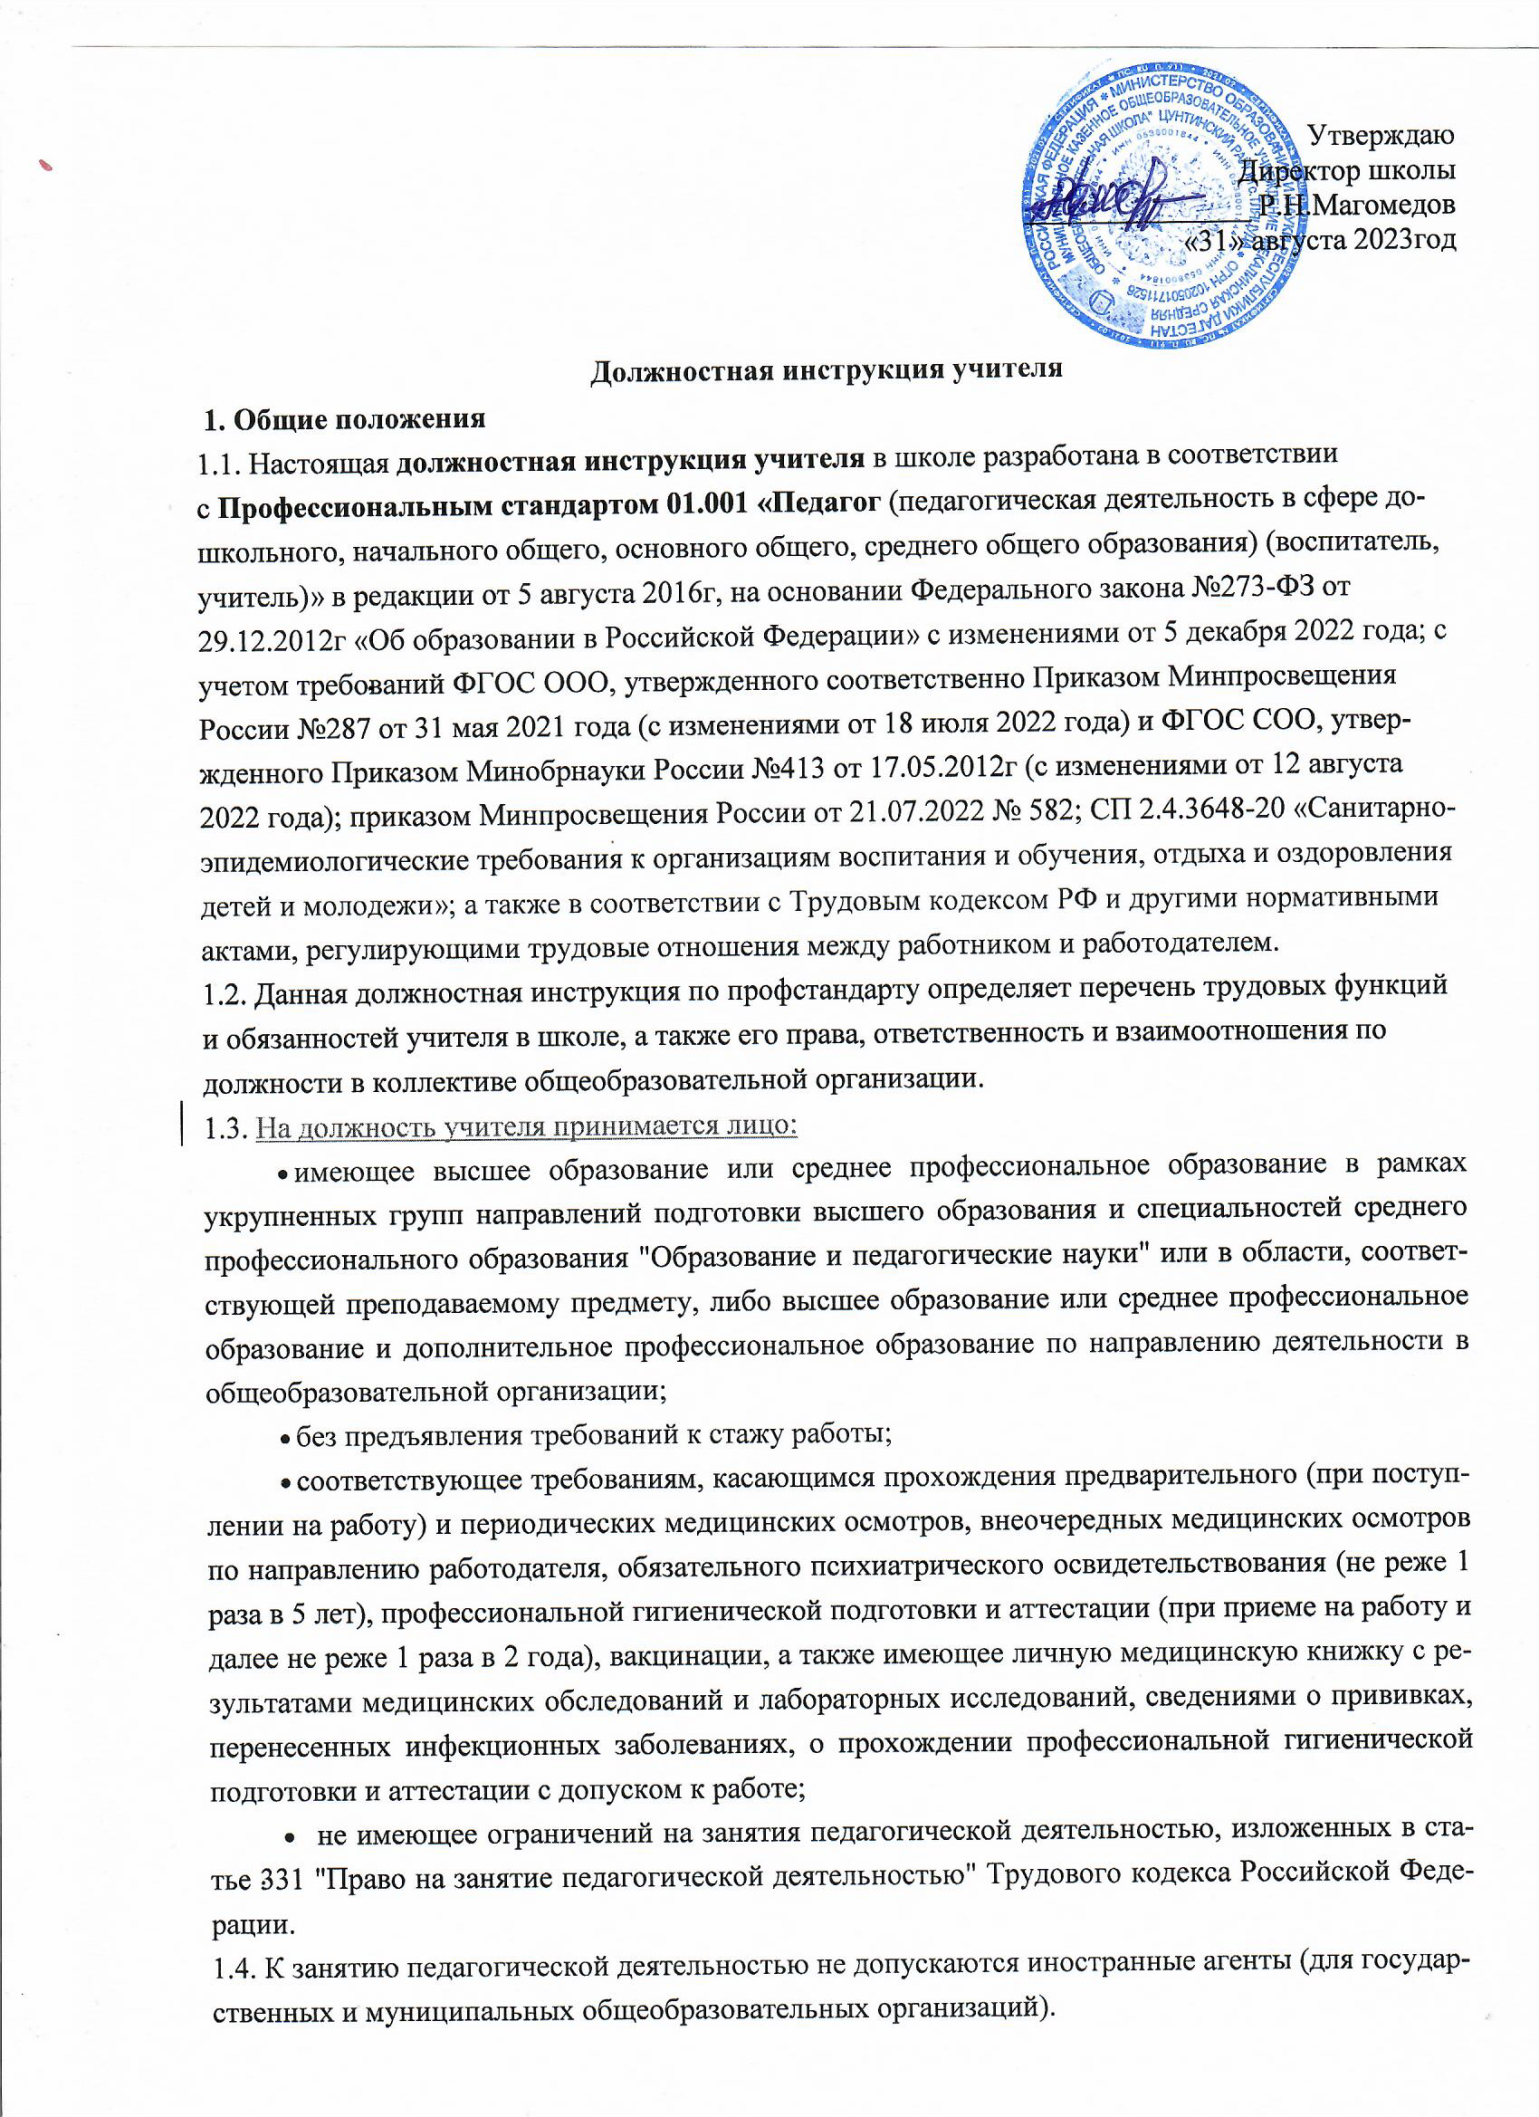 Утверждаю
Директор школы
Р.Н.Магомедов
«31» августа 2023год
РОССИЙСКАЯ ФЕДЕРАЦИЯ * МИНИСТЕРСТВО ОБРАЗОВАНИЯ И НАУКИ РЕСПУБЛИКИ ДАГЕСТАН
Должностная инструкция учителя
1. Общие положения
1.1. Настоящая должностная инструкция учителя в школе разработана в соответствии
с Профессиональным стандартом 01.001 «Педагог (педагогическая деятельность в сфере до-
школьного, начального общего, основного общего, среднего общего образования) (воспитатель,
учитель)» в редакции от 5 августа 2016г, на основании Федерального закона №273-ФЗ от
29.12.2012г «Об образовании в Российской Федерации» с изменениями от 5 декабря 2022 года; с
учетом требований ФГОС ООО, утвержденного соответственно Приказом Минпросвещения
России №287 от 31 мая 2021 года (с изменениями от 18 июля 2022 года) и ФГОС СОО, утвер-
жденного Приказом Минобрнауки России №413 от 17.05.2012г (с изменениями от 12 августа
2022 года); приказом Минпросвещения России от 21.07.2022 № 582; СП 2.4.3648-20 «Санитарно-
эпидемиологические требования к организациям воспитания и обучения, отдыха и оздоровления
детей и молодежи»; а также в соответствии с Трудовым кодексом РФ и другими нормативными
актами, регулирующими трудовые отношения между работником и работодателем.
1.2. Данная должностная инструкция по профстандарту определяет перечень трудовых функций
и обязанностей учителя в школе, а также его права, ответственность и взаимоотношения по
должности в коллективе общеобразовательной организации.
1.3. На должность учителя принимается лицо:
• имеющее высшее образование или среднее профессиональное образование в рамках
укрупненных групп направлений подготовки высшего образования и специальностей среднего
профессионального образования "Образование и педагогические науки" или в области, соответ-
ствующей преподаваемому предмету, либо высшее образование или среднее профессиональное
образование и дополнительное профессиональное образование по направлению деятельности в
общеобразовательной организации;
• без предъявления требований к стажу работы;
• соответствующее требованиям, касающимся прохождения предварительного (при поступ-
лении на работу) и периодических медицинских осмотров, внеочередных медицинских осмотров
по направлению работодателя, обязательного психиатрического освидетельствования (не реже 1
раза в 5 лет), профессиональной гигиенической подготовки и аттестации (при приеме на работу и
далее не реже 1 раза в 2 года), вакцинации, а также имеющее личную медицинскую книжку с ре-
зультатами медицинских обследований и лабораторных исследований, сведениями о прививках,
перенесенных инфекционных заболеваниях, о прохождении профессиональной гигиенической
подготовки и аттестации с допуском к работе;
• не имеющее ограничений на занятия педагогической деятельностью, изложенных в ста-
тье 331 "Право на занятие педагогической деятельностью" Трудового кодекса Российской Феде-
рации.
1.4. К занятию педагогической деятельностью не допускаются иностранные агенты (для государ-
ственных и муниципальных общеобразовательных организаций).